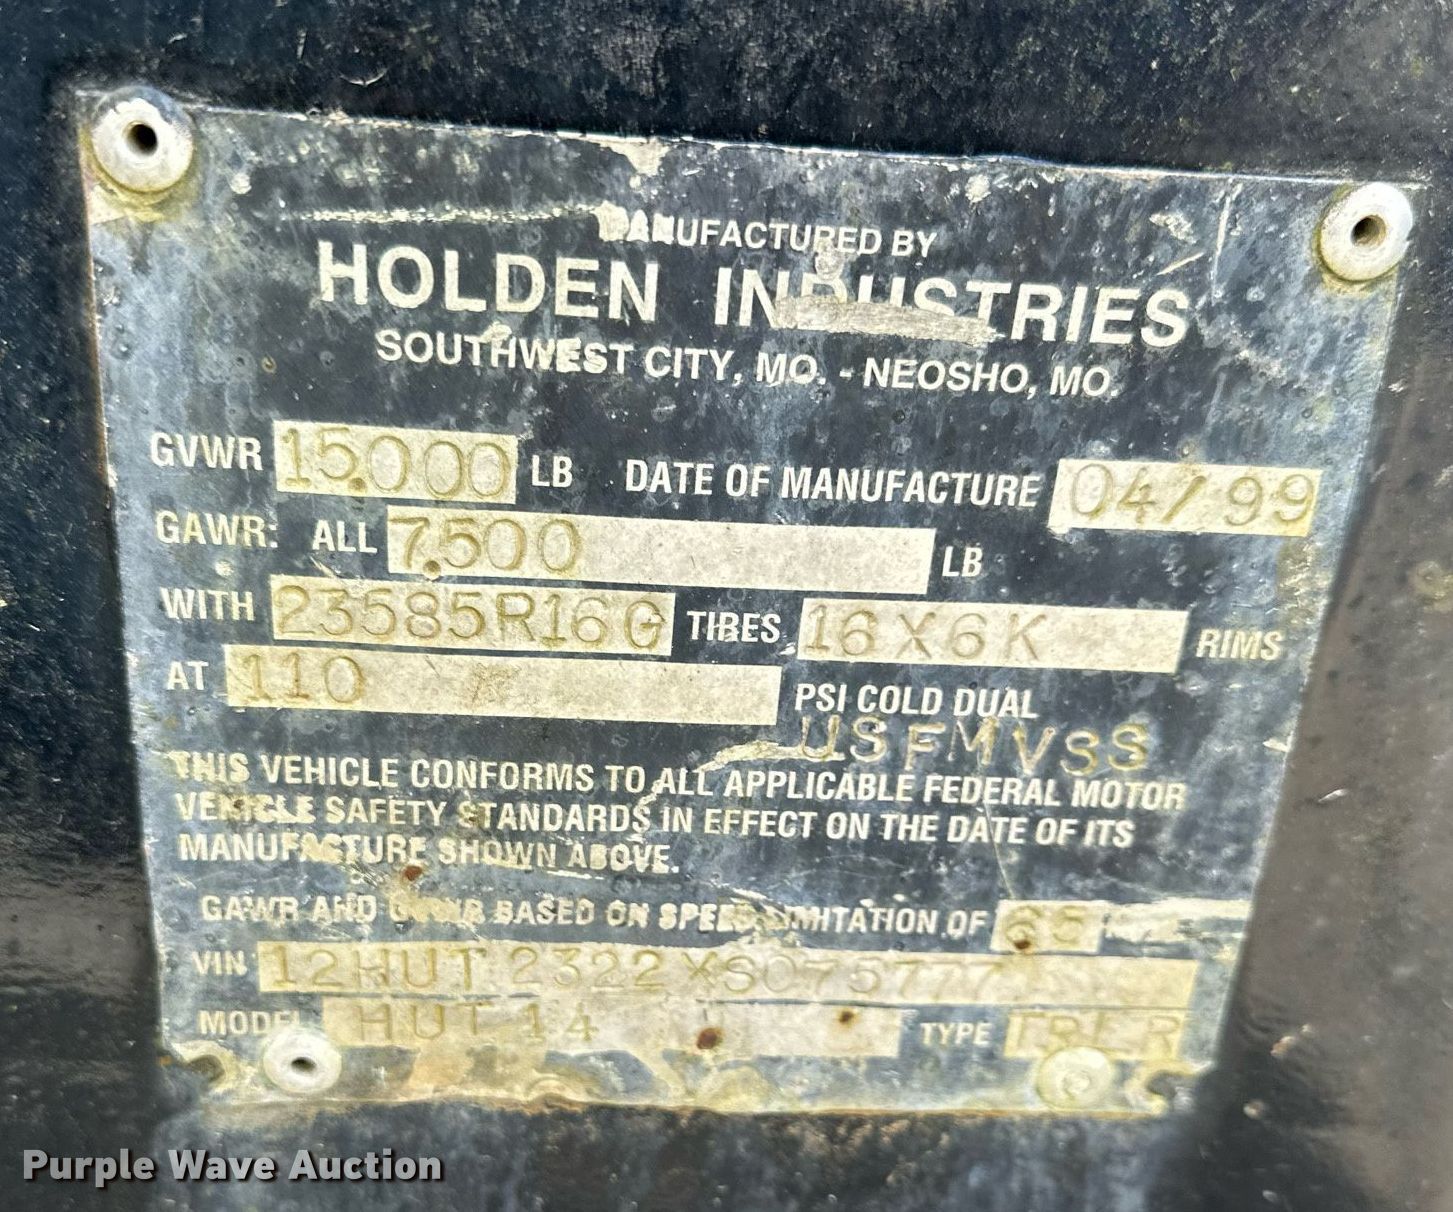 MANUFACTURED BY
HOLDEN INDUSTRIES
SOUTHWEST CITY, MO. - NEOSHO, MO.
GVWR 15,000 LB DATE OF MANUFACTURE 04/99
GAWR: ALL 7,500 LB
WITH 23585R16G TIRES 16X6K RIMS
AT 110 PSI COLD DUAL
USFMVSS
THIS VEHICLE CONFORMS TO ALL APPLICABLE FEDERAL MOTOR
VEHICLE SAFETY STANDARDS IN EFFECT ON THE DATE OF ITS
MANUFACTURE SHOWN ABOVE.
GAWR AND GVWR BASED ON SPEED LIMITATION OF 65
VIN 12HUT2322XS075777
MODEL HUT14 TYPE TRLR
Purple Wave Auction